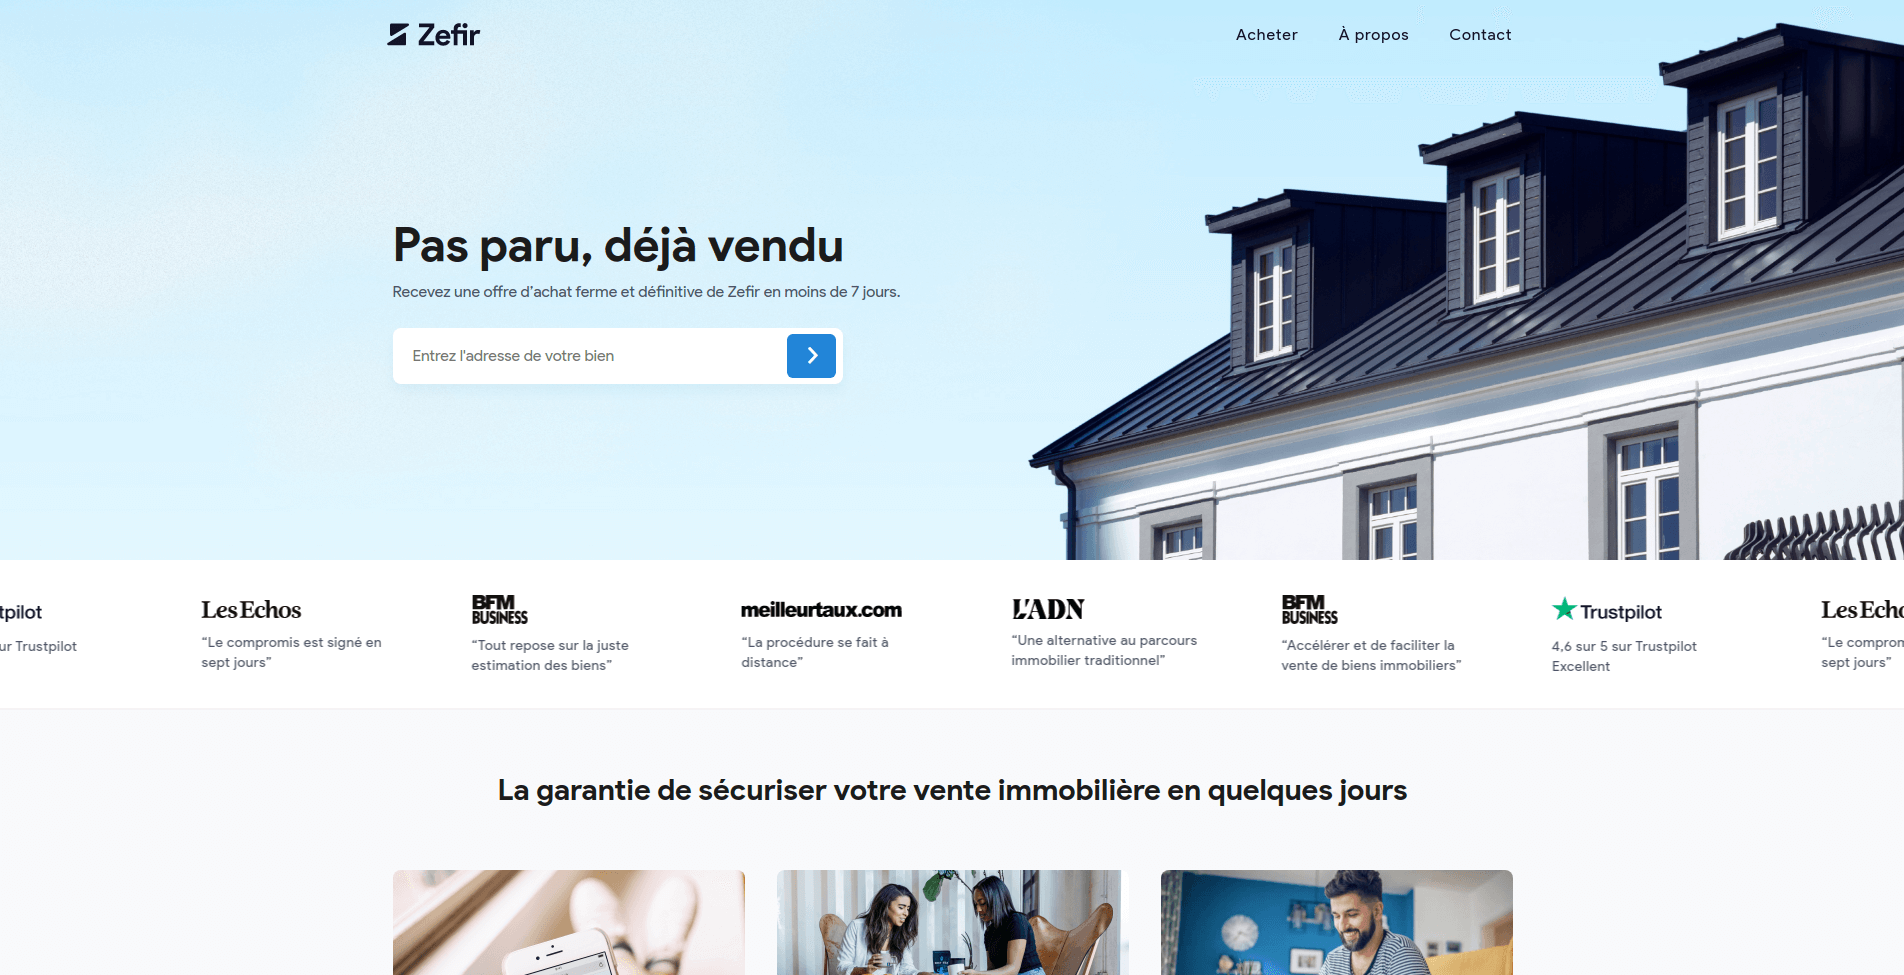 Zefir
Acheter
À propos
Contact
Pas paru, déjà vendu
Recevez une offre d'achat ferme et définitive de Zefir en moins de 7 jours.
Entrez l'adresse de votre bien
tpilot
ur Trustpilot
Les Echos
“Le compromis est signé en
sept jours”
BFM
BUSINESS
“Tout repose sur la juste
estimation des biens”
meilleurtaux.com
“La procédure se fait à
distance”
L'ADN
“Une alternative au parcours
immobilier traditionnel”
BFM
BUSINESS
“Accélérer et de faciliter la
vente de biens immobiliers”
Trustpilot
4,6 sur 5 sur Trustpilot
Excellent
Les Echo
“Le comprom
sept jours”
La garantie de sécuriser votre vente immobilière en quelques jours